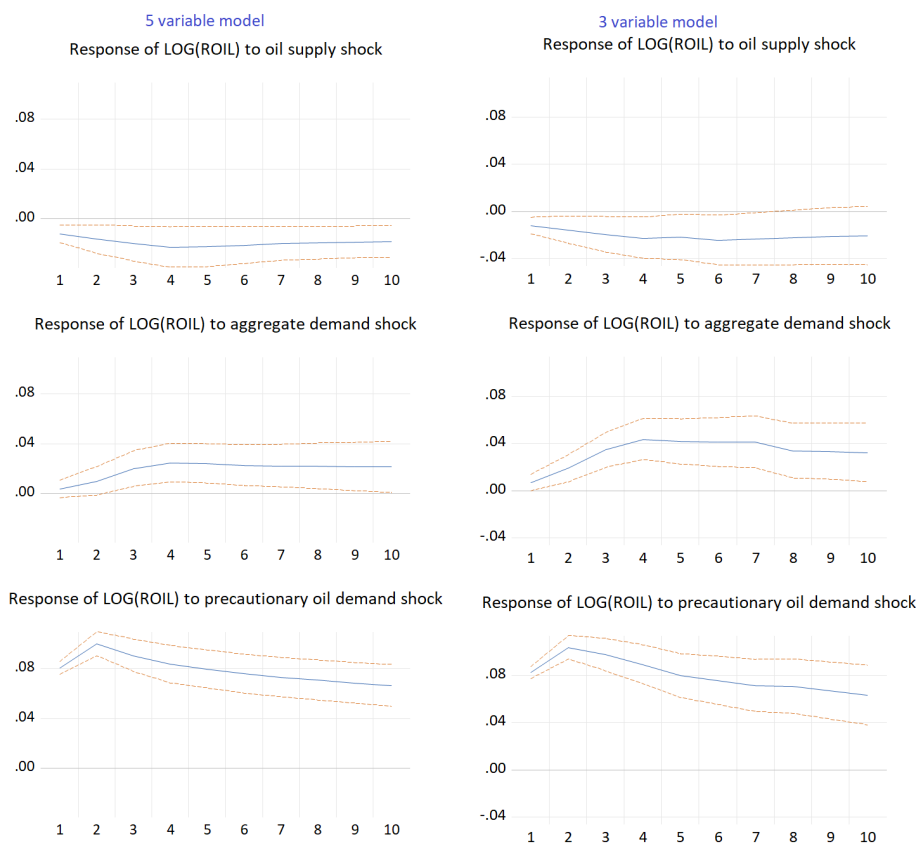 5 variable model
Response of LOG(ROIL) to oil supply shock
.08
.04
.00
1 2 3 4 5 6 7 8 9 10
Response of LOG(ROIL) to aggregate demand shock
.08
.04
.00
1 2 3 4 5 6 7 8 9 10
Response of LOG(ROIL) to precautionary oil demand shock
.08
.04
.00
1 2 3 4 5 6 7 8 9 10
3 variable model
Response of LOG(ROIL) to oil supply shock
.08
.04
.00
-.04
1 2 3 4 5 6 7 8 9 10
Response of LOG(ROIL) to aggregate demand shock
.08
.04
.00
-.04
1 2 3 4 5 6 7 8 9 10
Response of LOG(ROIL) to precautionary oil demand shock
.08
.04
.00
-.04
1 2 3 4 5 6 7 8 9 10